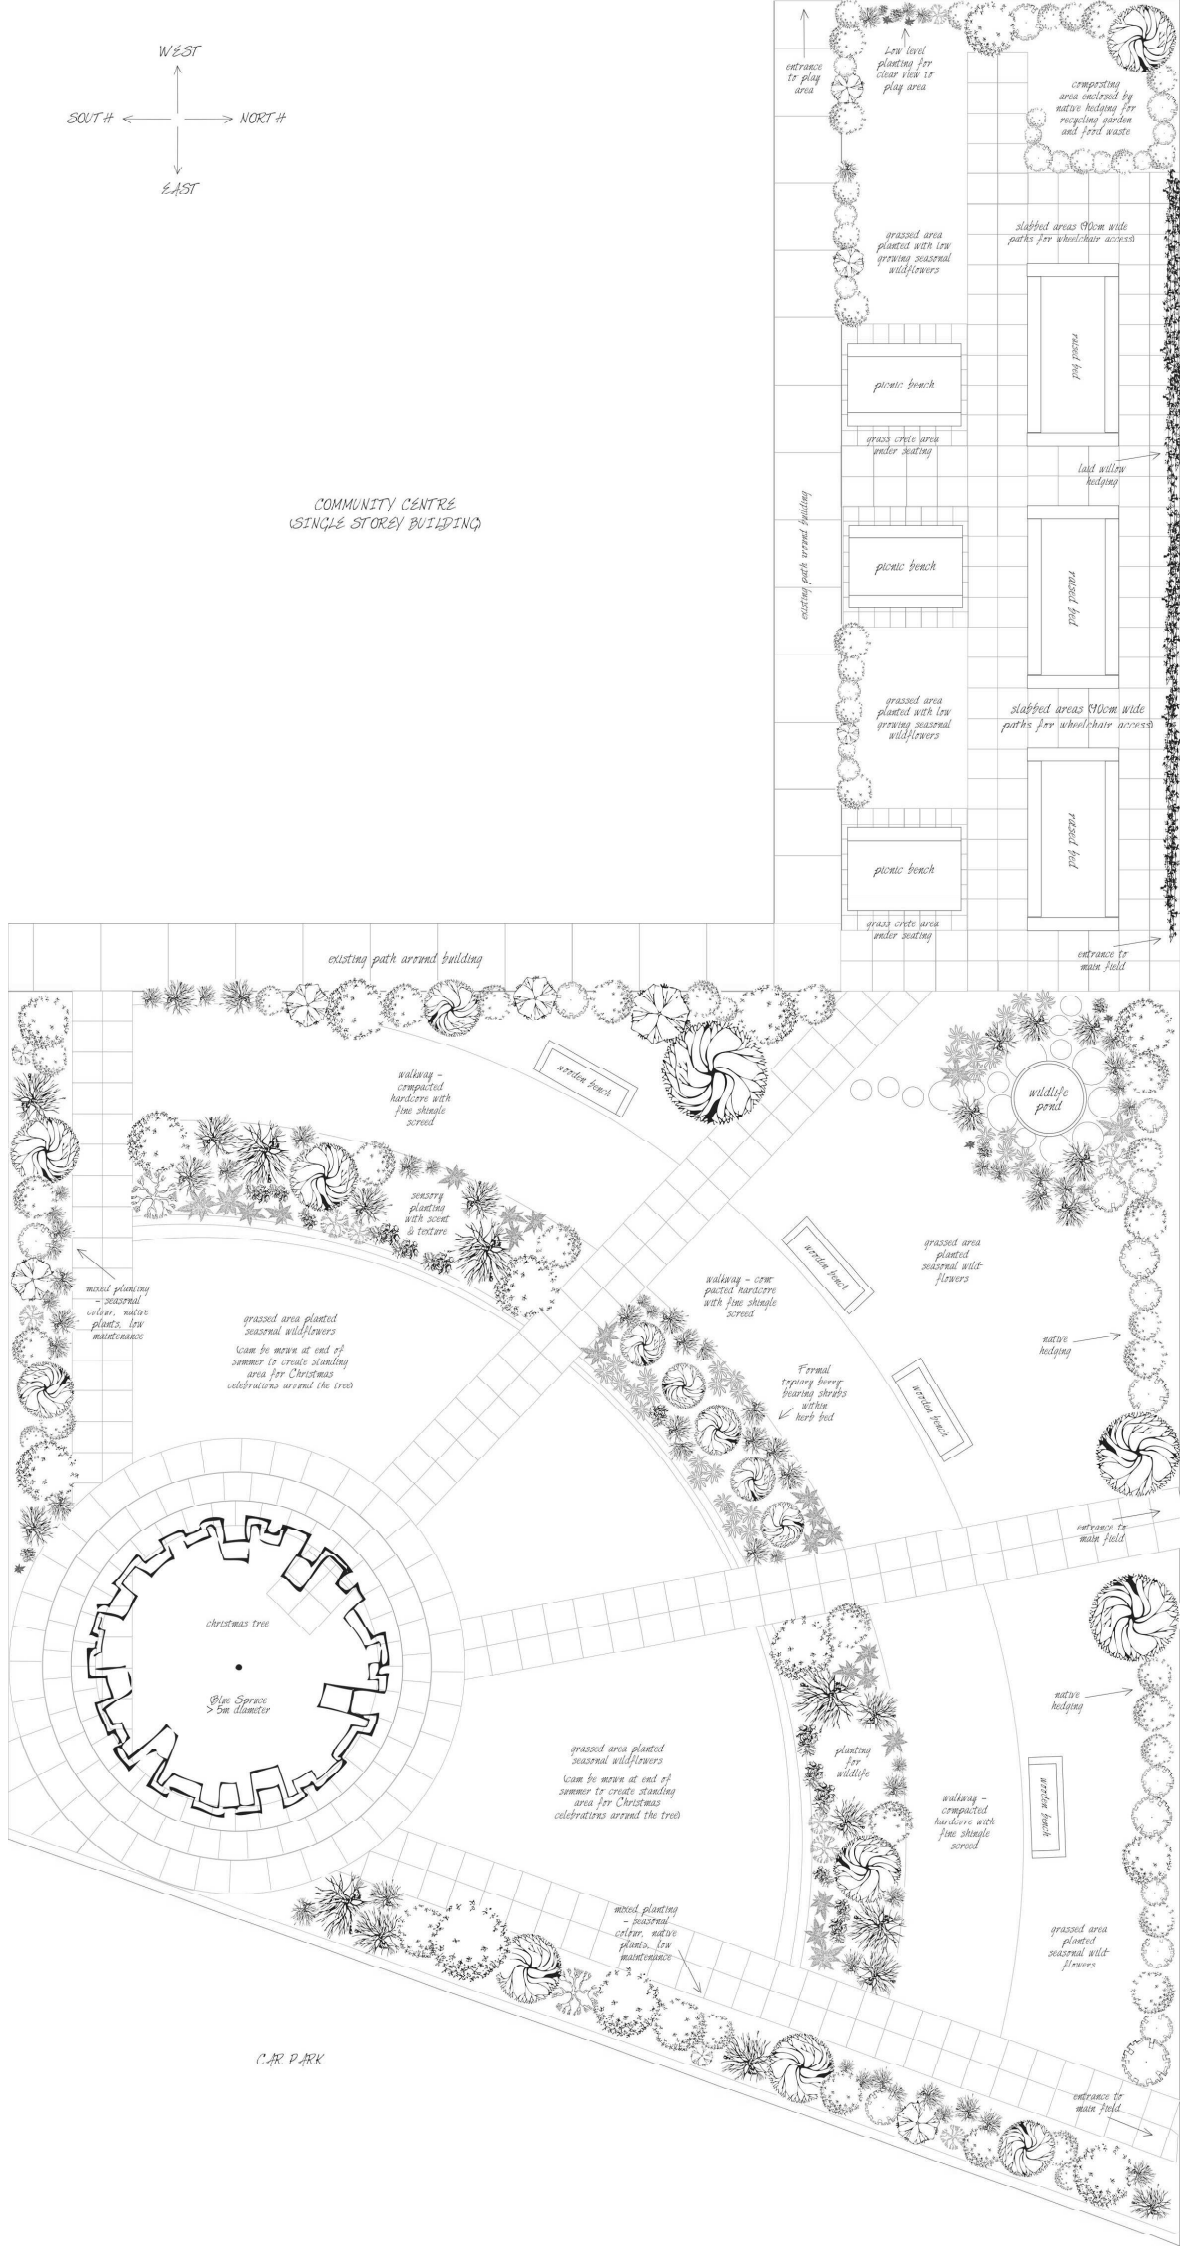 WEST
SOUTH
NORTH
EAST
entrance
to play
area
Low level
planting for
clear view to
play area
composting
area enclosed by
native hedging for
recycling garden
and food waste
slabbed areas (90cm wide
paths for wheelchair access)
grassed area
planted with low
growing seasonal
wildflowers
raised bed
picnic bench
grass crete area
under seating
laid willow
hedging
COMMUNITY CENTRE
(SINGLE STOREY BUILDING)
existing path around building
picnic bench
raised bed
grassed area
planted with low
growing seasonal
wildflowers
slabbed areas (90cm wide
paths for wheelchair access)
raised bed
picnic bench
grass crete area
under seating
entrance to
main field
existing path around building
walkway -
compacted
hardcore with
fine shingle
screed
wooden bench
wildlife
pond
sensory
planting
with scent
& texture
mixed planting
- seasonal
colour, native
plants, low
maintenance
grassed area planted
seasonal wildflowers
(can be mown at end of
summer to create standing
area for Christmas
celebrations around the tree)
wooden bench
grassed area
planted
seasonal wild
flowers
walkway - com
pacted hardcore
with fine shingle
screed
native
hedging
Formal
topiary berry
bearing shrubs
within
herb bed
wooden bench
entrance to
main field
christmas tree
Blue Spruce
> 5m diameter
native
hedging
grassed area planted
seasonal wildflowers
(can be mown at end of
summer to create standing
area for Christmas
celebrations around the tree)
planting
for
wildlife
walkway -
compacted
hardcore with
fine shingle
screed
wooden bench
mixed planting
- seasonal
colour, native
plants, low
maintenance
grassed area
planted
seasonal wild
flowers
CAR PARK
entrance to
main field